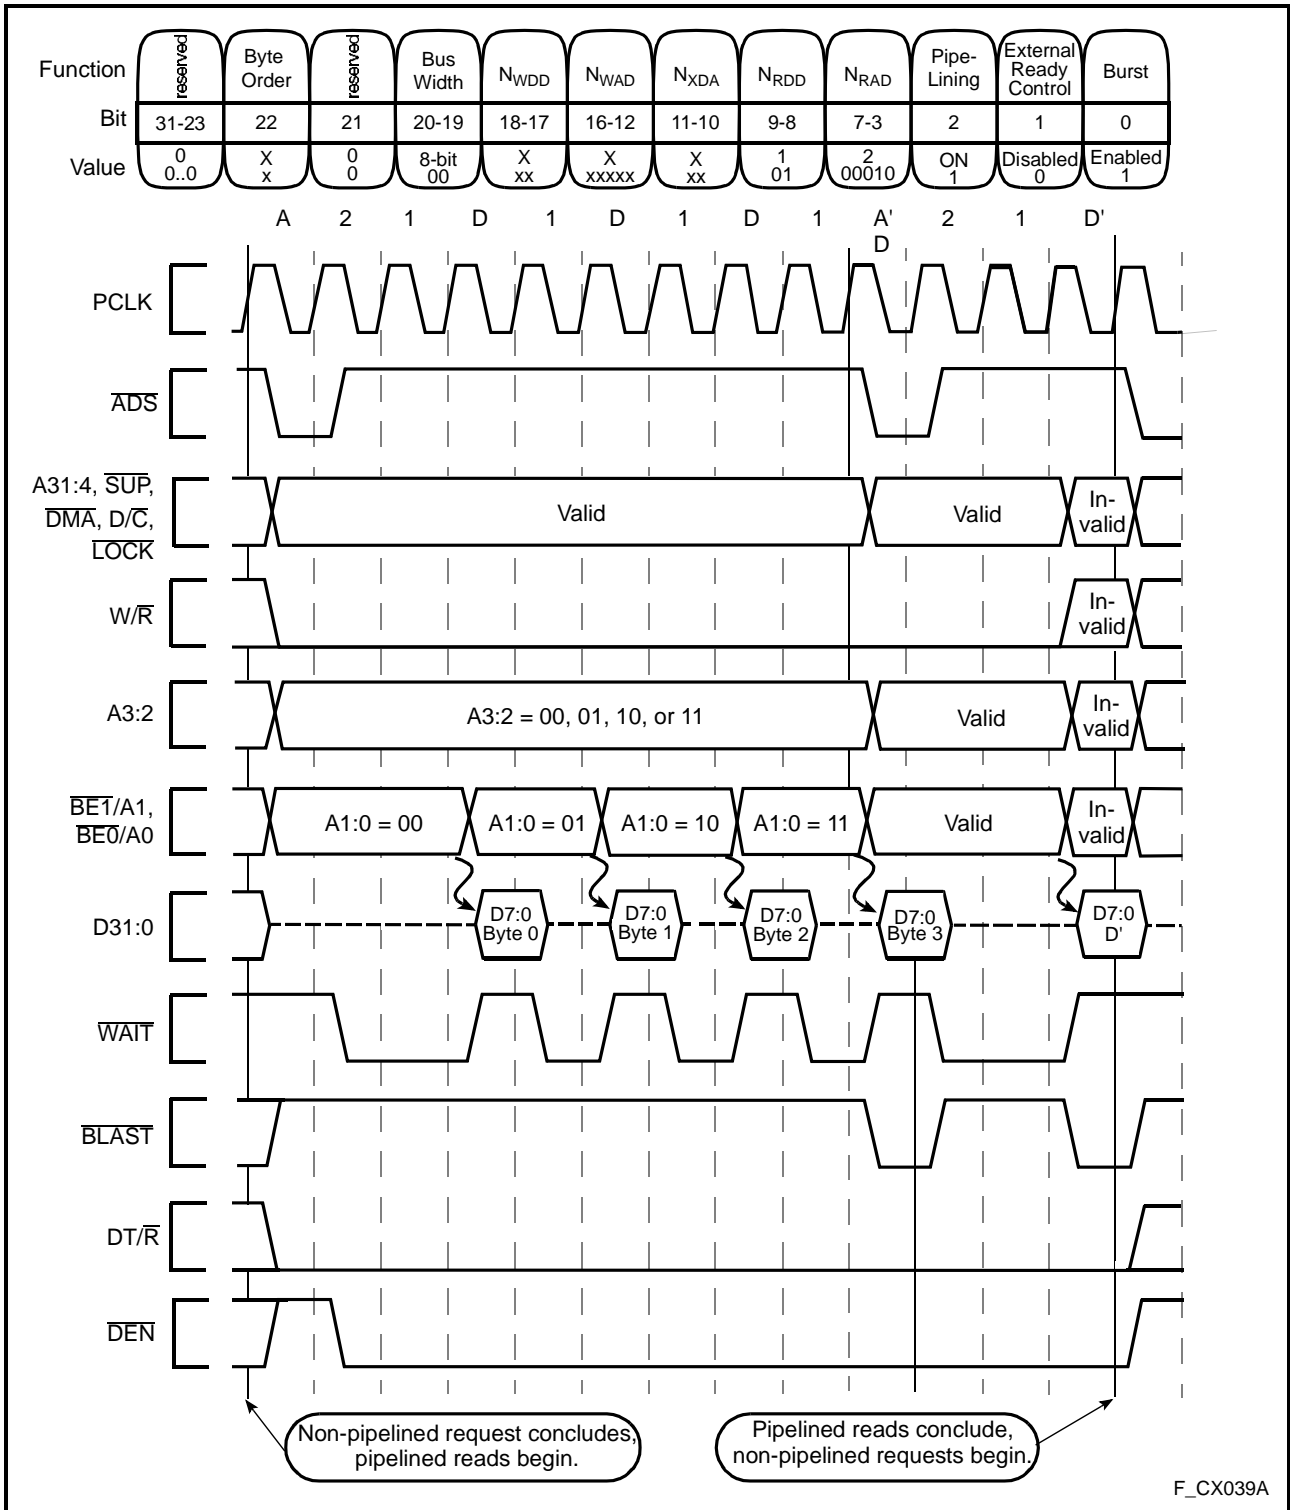 Function
reserved
Byte
Order
reserved
Bus
Width
NWDD
NWAD
NXDA
NRDD
NRAD
Pipe-
Lining
External
Ready
Control
Burst
Bit
31-23
22
21
20-19
18-17
16-12
11-10
9-8
7-3
2
1
0
Value
0
0..0
X
x
0
0
8-bit
00
X
xx
X
xxxxx
X
xx
1
01
2
00010
ON
1
Disabled
0
Enabled
1
A 2 1 D 1 D 1 D 1 A' 2 1 D'
D
PCLK
ADS
A31:4, SUP,
DMA, D/C,
LOCK
Valid
Valid
In-
valid
W/R
In-
valid
A3:2
A3:2 = 00, 01, 10, or 11
Valid
In-
valid
BE1/A1,
BE0/A0
A1:0 = 00
A1:0 = 01
A1:0 = 10
A1:0 = 11
Valid
In-
valid
D31:0
D7:0
Byte 0
D7:0
Byte 1
D7:0
Byte 2
D7:0
Byte 3
D7:0
D'
WAIT
BLAST
DT/R
DEN
Non-pipelined request concludes,
pipelined reads begin.
Pipelined reads conclude,
non-pipelined requests begin.
F_CX039A